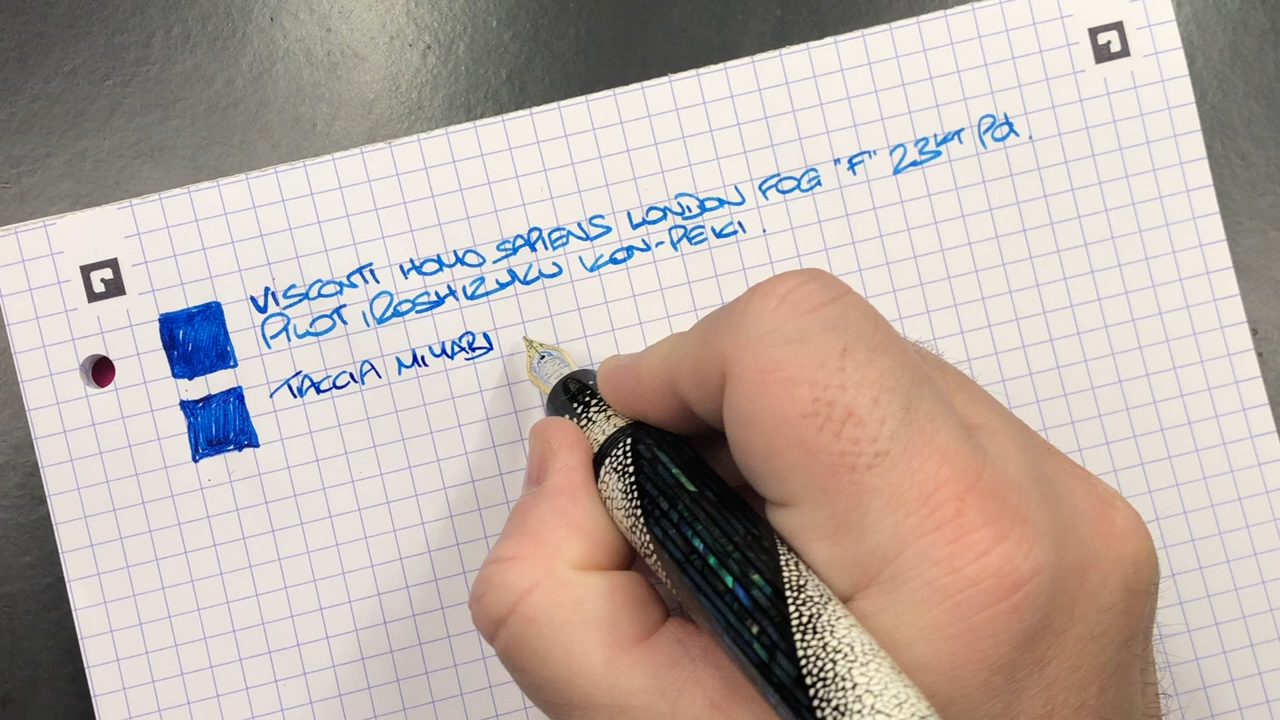 VISCONTI HOMO SAPIENS LONDON FOG "F" 23KT Pd.
PILOT IROSHIZUKU KON-PEKI.
TACCIA MIYABI